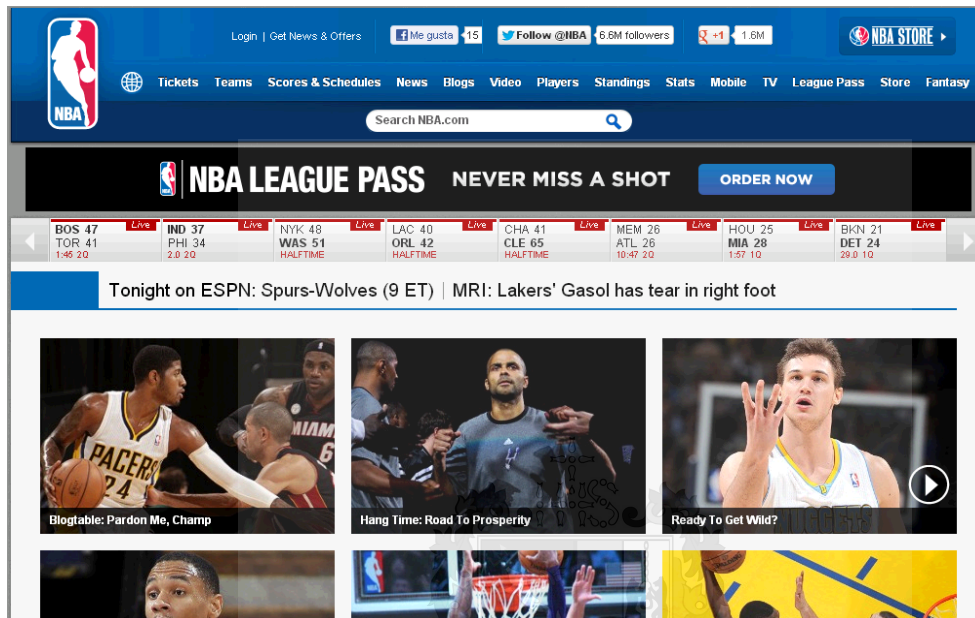 Login | Get News & Offers
Me gusta 15
Follow @NBA 6.6M followers
+1 1.6M
NBA STORE
NBA
Tickets Teams Scores & Schedules News Blogs Video Players Standings Stats Mobile TV League Pass Store Fantasy
Search NBA.com
NBA LEAGUE PASS NEVER MISS A SHOT ORDER NOW
BOS 47 Live
TOR 41
1:45 2Q
IND 37 Live
PHI 34
2.0 2Q
NYK 48 Live
WAS 51
HALFTIME
LAC 40 Live
ORL 42
HALFTIME
CHA 41 Live
CLE 65
HALFTIME
MEM 26 Live
ATL 26
10:47 2Q
HOU 25 Live
MIA 28
1:57 1Q
BKN 21 Live
DET 24
29.0 1Q
Tonight on ESPN: Spurs-Wolves (9 ET) | MRI: Lakers' Gasol has tear in right foot
PACERS
24
MIAMI
6
NUGGETS
Blogtable: Pardon Me, Champ
Hang Time: Road To Prosperity
Ready To Get Wild?